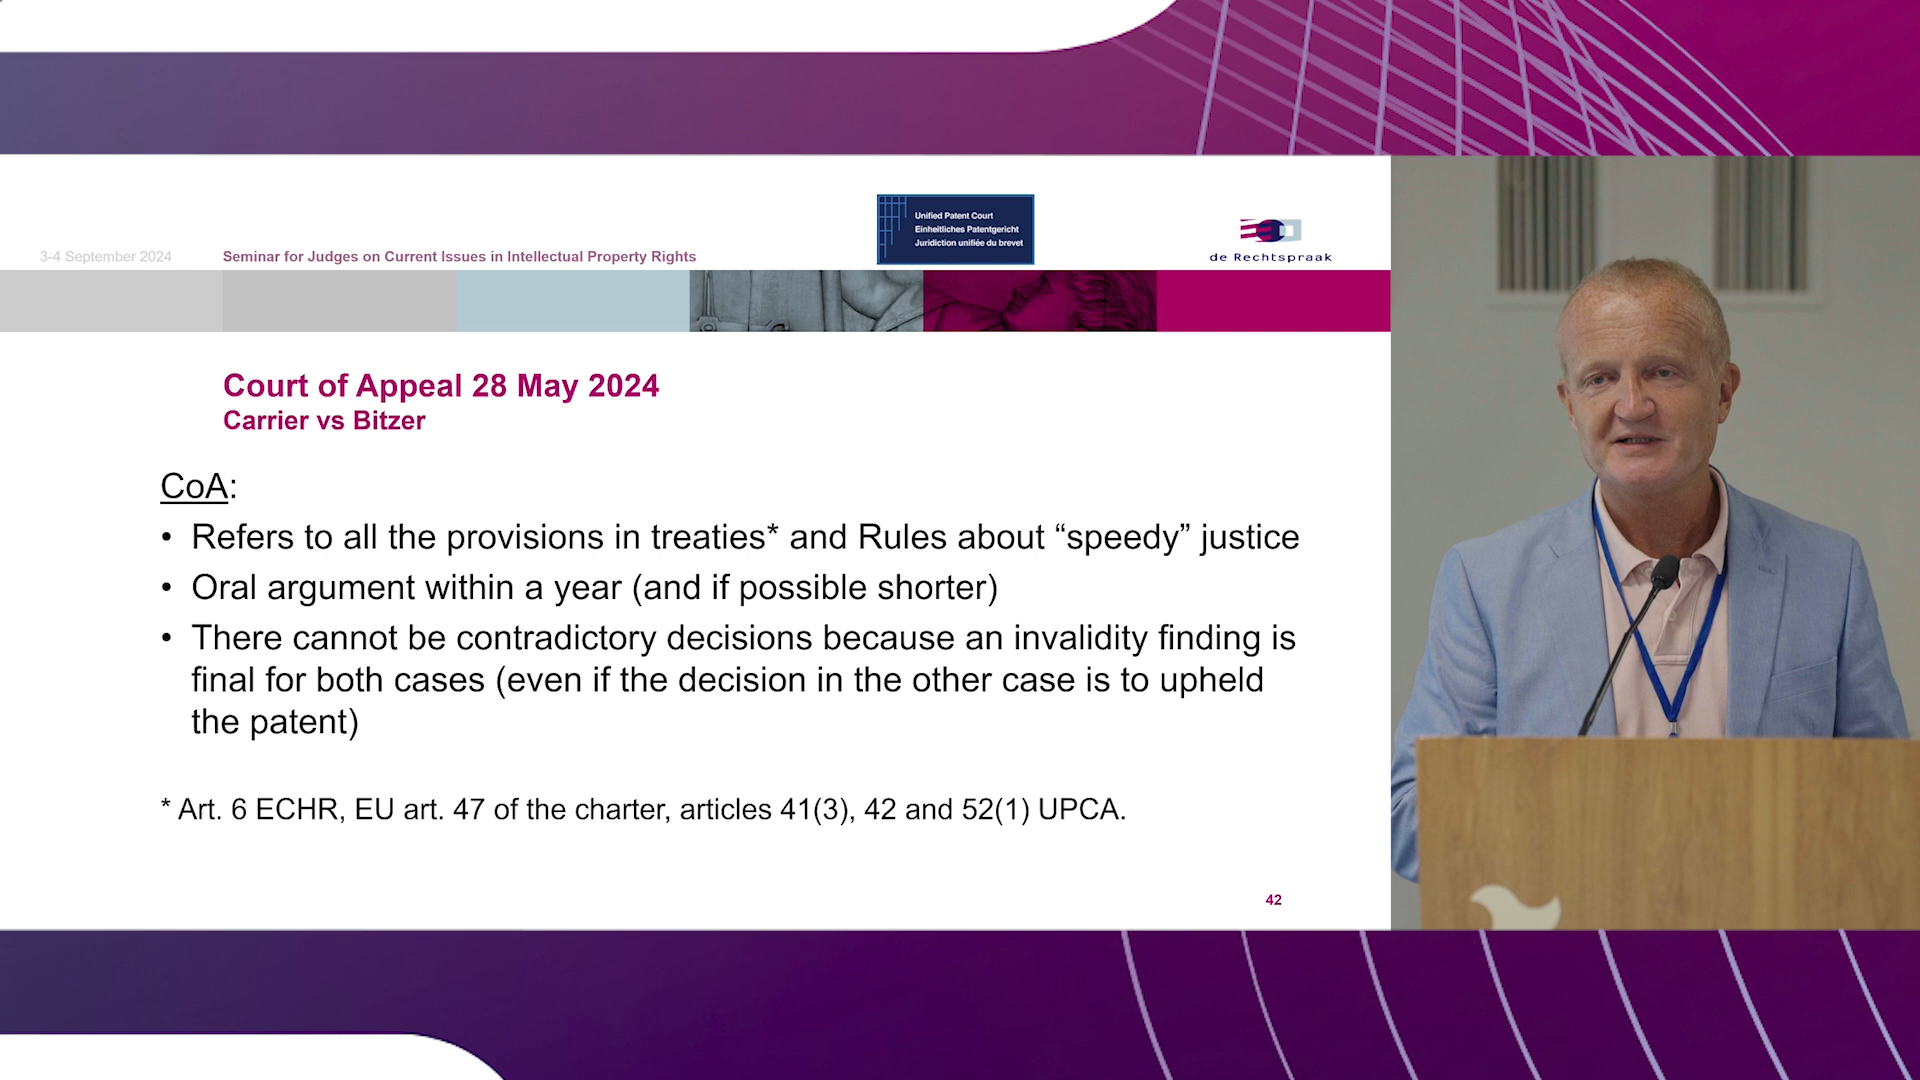 Unified Patent Court
Einheitliches Patentgericht
Juridiction unifiée du brevet
3-4 September 2024
Seminar for Judges on Current Issues in Intellectual Property Rights
de Rechtspraak
Court of Appeal 28 May 2024
Carrier vs Bitzer
CoA:
• Refers to all the provisions in treaties* and Rules about “speedy” justice
• Oral argument within a year (and if possible shorter)
• There cannot be contradictory decisions because an invalidity finding is
final for both cases (even if the decision in the other case is to upheld
the patent)
* Art. 6 ECHR, EU art. 47 of the charter, articles 41(3), 42 and 52(1) UPCA.
42